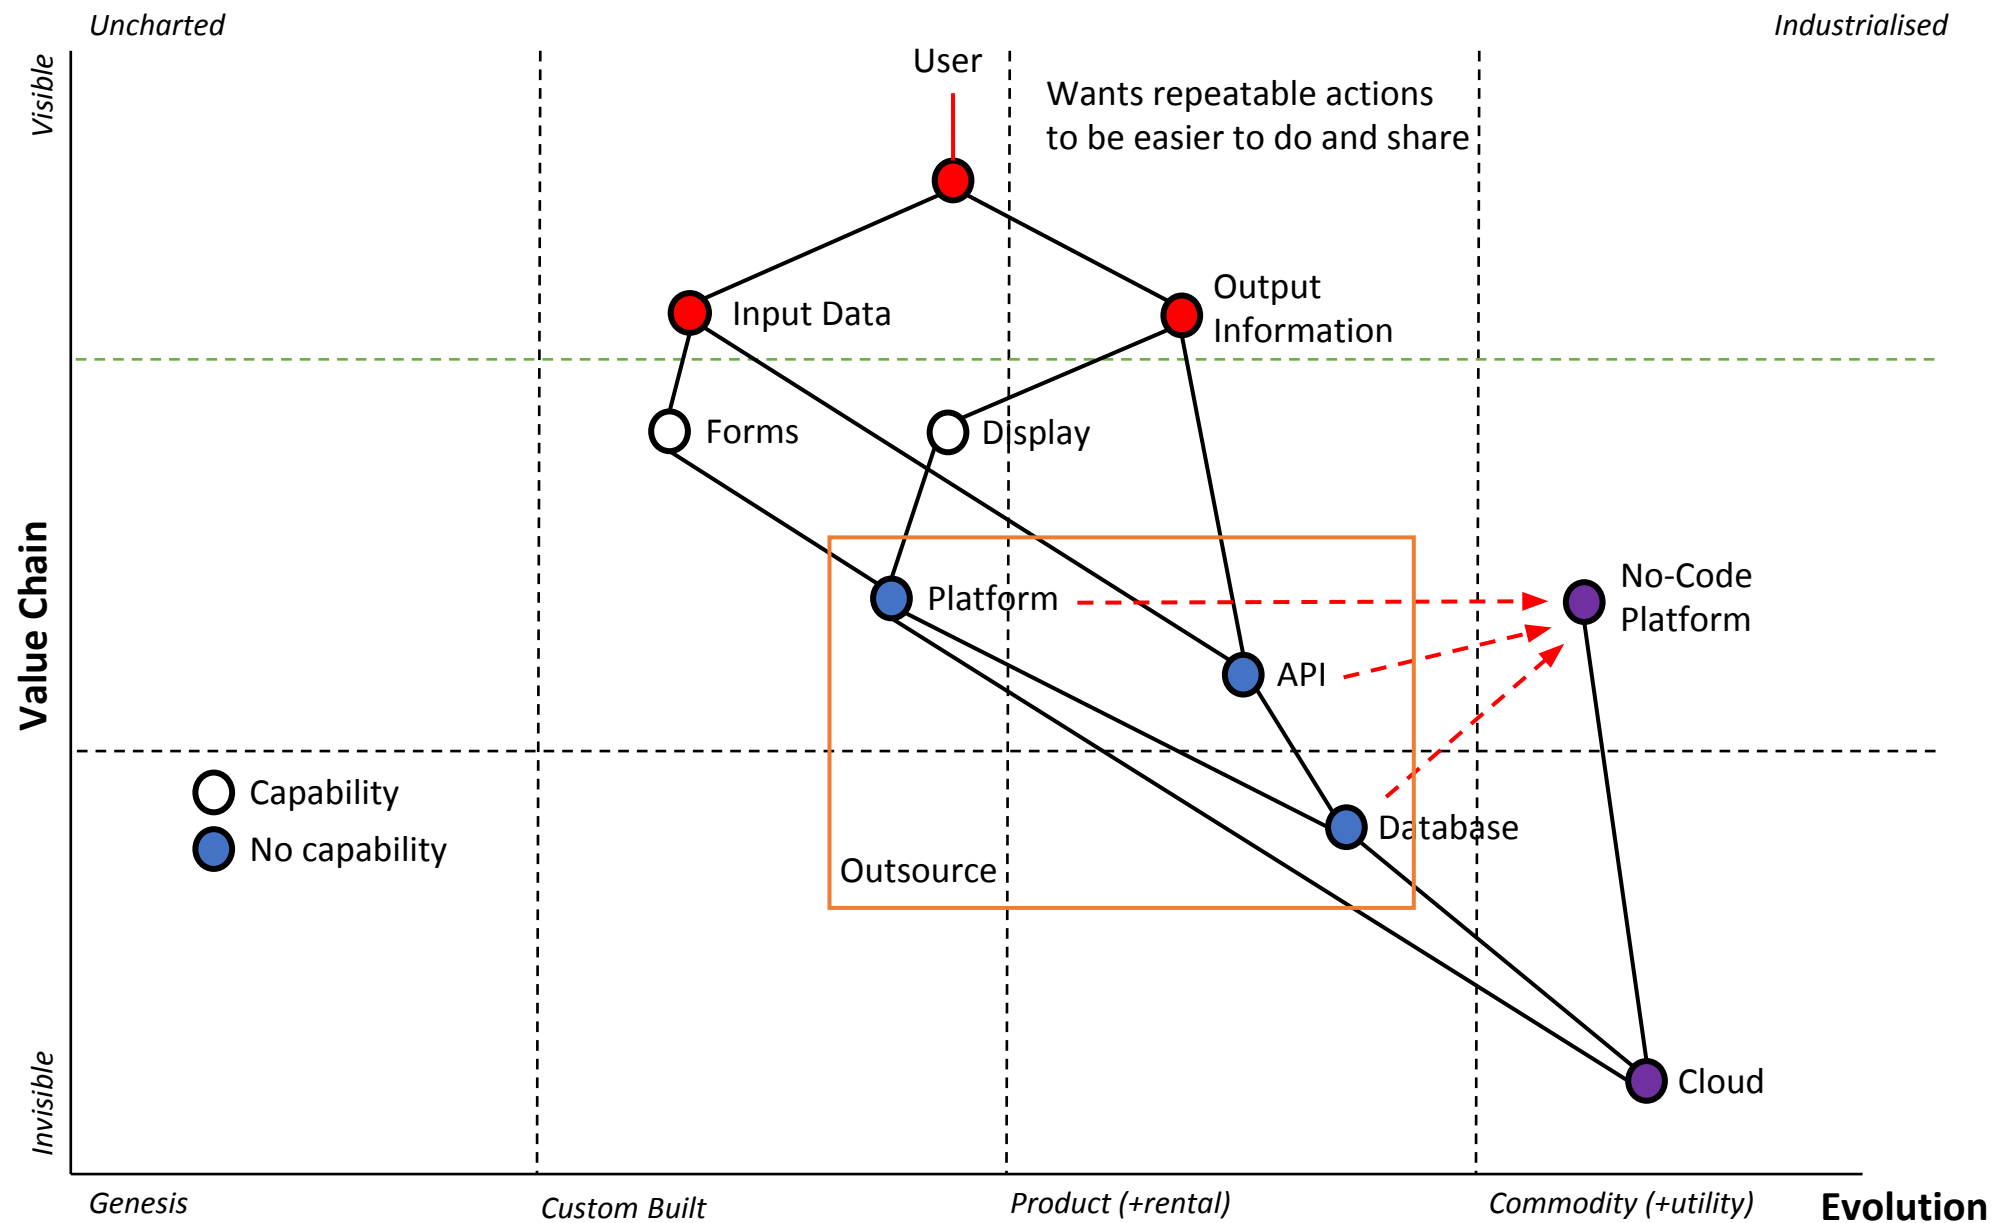 Uncharted
Industrialised
Visible
User
Wants repeatable actions
to be easier to do and share
Input Data
Output
Information
Forms
Display
Value Chain
Platform
No-Code
Platform
API
Capability
No capability
Database
Outsource
Cloud
Invisible
Genesis
Custom Built
Product (+rental)
Commodity (+utility)
Evolution